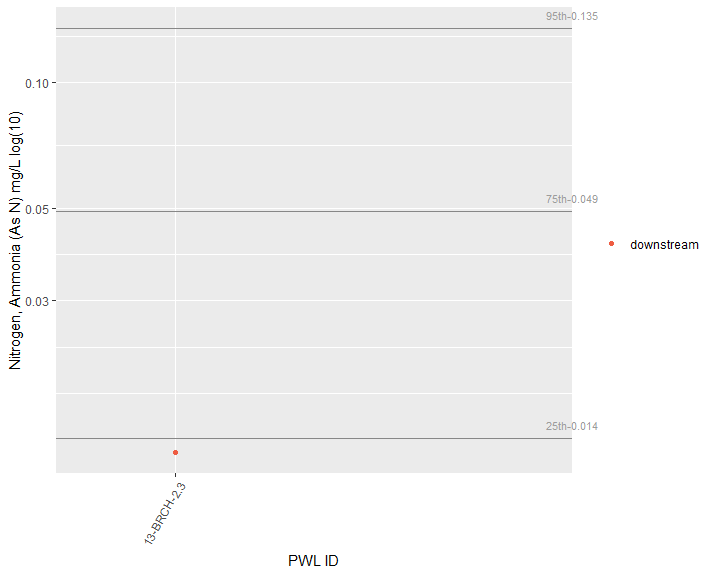 95th-0.135
0.10
75th-0.049
0.05
0.03
25th-0.014
Nitrogen, Ammonia (As N) mg/L log(10)
downstream
13-BRCH-2.3
PWL ID